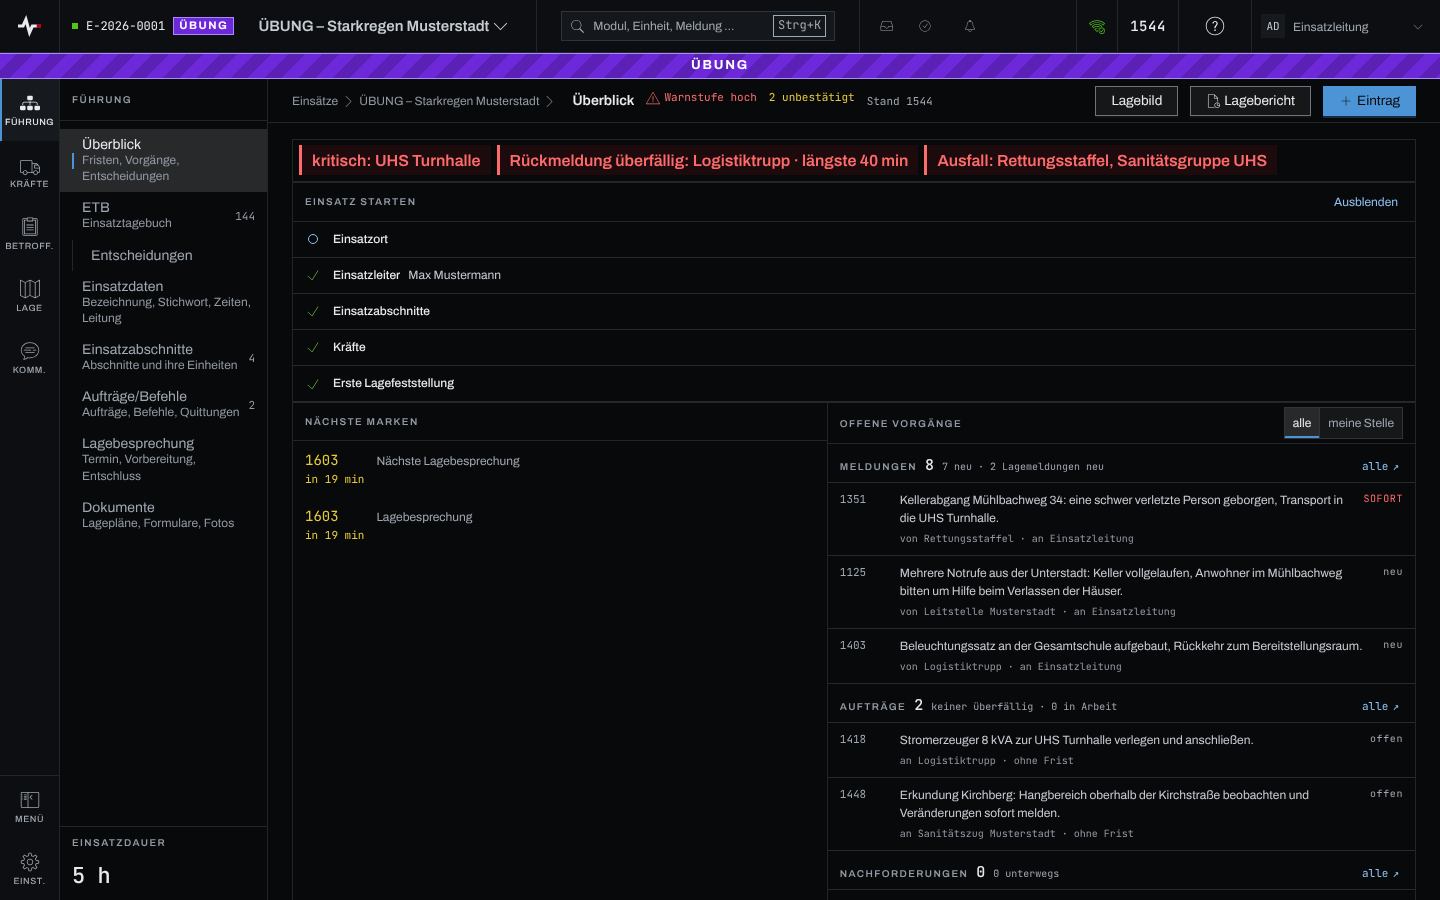 E-2026-0001 ÜBUNG ÜBUNG – Starkregen Musterstadt Modul, Einheit, Meldung ... Strg+K 1544 ? AD Einsatzleitung
ÜBUNG
FÜHRUNG
KRÄFTE
BETROFF.
LAGE
KOMM.
MENÜ
EINST.
FÜHRUNG
Überblick
Fristen, Vorgänge,
Entscheidungen
ETB
Einsatztagebuch
144
Entscheidungen
Einsatzdaten
Bezeichnung, Stichwort, Zeiten,
Leitung
Einsatzabschnitte
Abschnitte und ihre Einheiten
4
Aufträge/Befehle
Aufträge, Befehle, Quittungen
2
Lagebesprechung
Termin, Vorbereitung,
Entschluss
Dokumente
Lagepläne, Formulare, Fotos
EINSATZDAUER
5 h
Einsätze ÜBUNG – Starkregen Musterstadt Überblick Warnstufe hoch 2 unbestätigt Stand 1544
Lagebild Lagebericht + Eintrag
kritisch: UHS Turnhalle Rückmeldung überfällig: Logistiktrupp · längste 40 min Ausfall: Rettungsstaffel, Sanitätsgruppe UHS
EINSATZ STARTEN Ausblenden
Einsatzort
Einsatzleiter Max Mustermann
Einsatzabschnitte
Kräfte
Erste Lagefeststellung
NÄCHSTE MARKEN
1603 Nächste Lagebesprechung
in 19 min
1603 Lagebesprechung
in 19 min
OFFENE VORGÄNGE alle meine Stelle
MELDUNGEN 8 7 neu · 2 Lagemeldungen neu alle ↗
1351 Kellerabgang Mühlbachweg 34: eine schwer verletzte Person geborgen, Transport in SOFORT
die UHS Turnhalle.
von Rettungsstaffel · an Einsatzleitung
1125 Mehrere Notrufe aus der Unterstadt: Keller vollgelaufen, Anwohner im Mühlbachweg neu
bitten um Hilfe beim Verlassen der Häuser.
von Leitstelle Musterstadt · an Einsatzleitung
1403 Beleuchtungssatz an der Gesamtschule aufgebaut, Rückkehr zum Bereitstellungsraum. neu
von Logistiktrupp · an Einsatzleitung
AUFTRÄGE 2 keiner überfällig · 0 in Arbeit alle ↗
1418 Stromerzeuger 8 kVA zur UHS Turnhalle verlegen und anschließen. offen
an Logistiktrupp · ohne Frist
1448 Erkundung Kirchberg: Hangbereich oberhalb der Kirchstraße beobachten und offen
Veränderungen sofort melden.
an Sanitätszug Musterstadt · ohne Frist
NACHFORDERUNGEN 0 0 unterwegs alle ↗